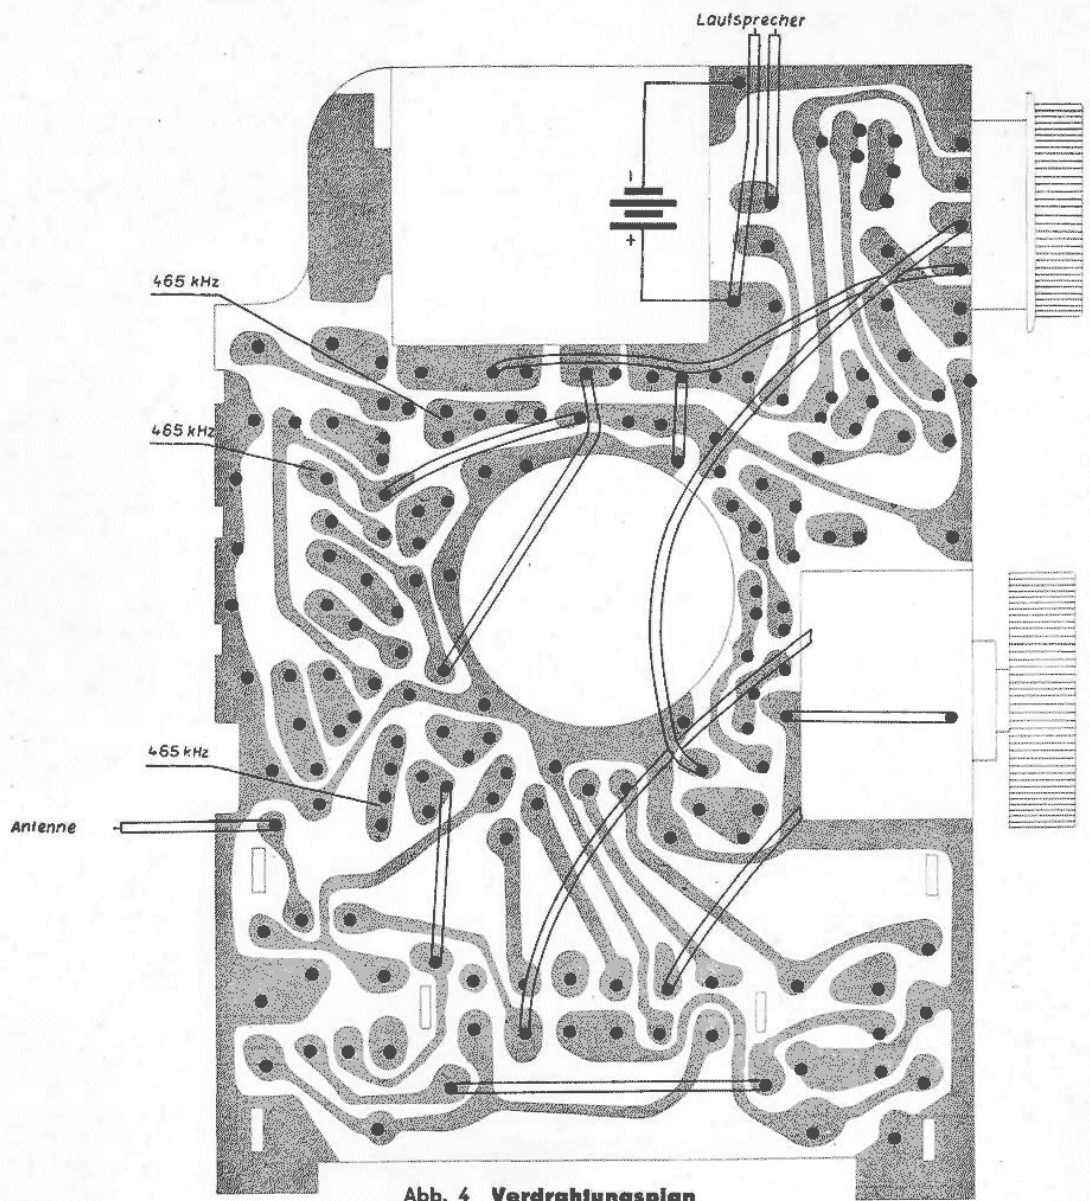 Lautsprecher
-
+
465 kHz
465 kHz
465 kHz
Antenne
Abb. 4 Verdrahtungsplan